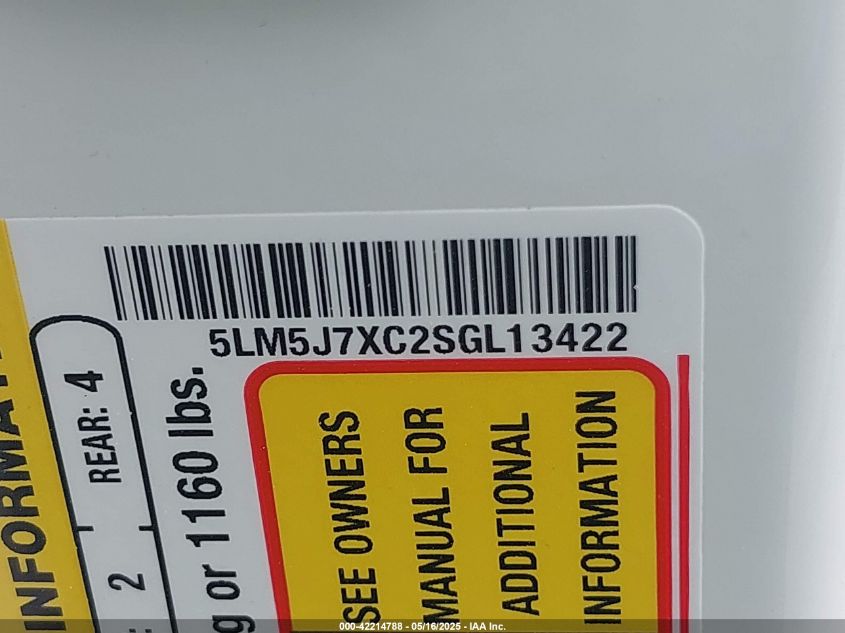 5LM5J7XC2SGL13422
SEE OWNERS
MANUAL FOR
ADDITIONAL
INFORMATION
g or 1160 lbs.
REAR: 4
: 2
INFORMAT
000-42214788 - 05/16/2025 - IAA Inc.